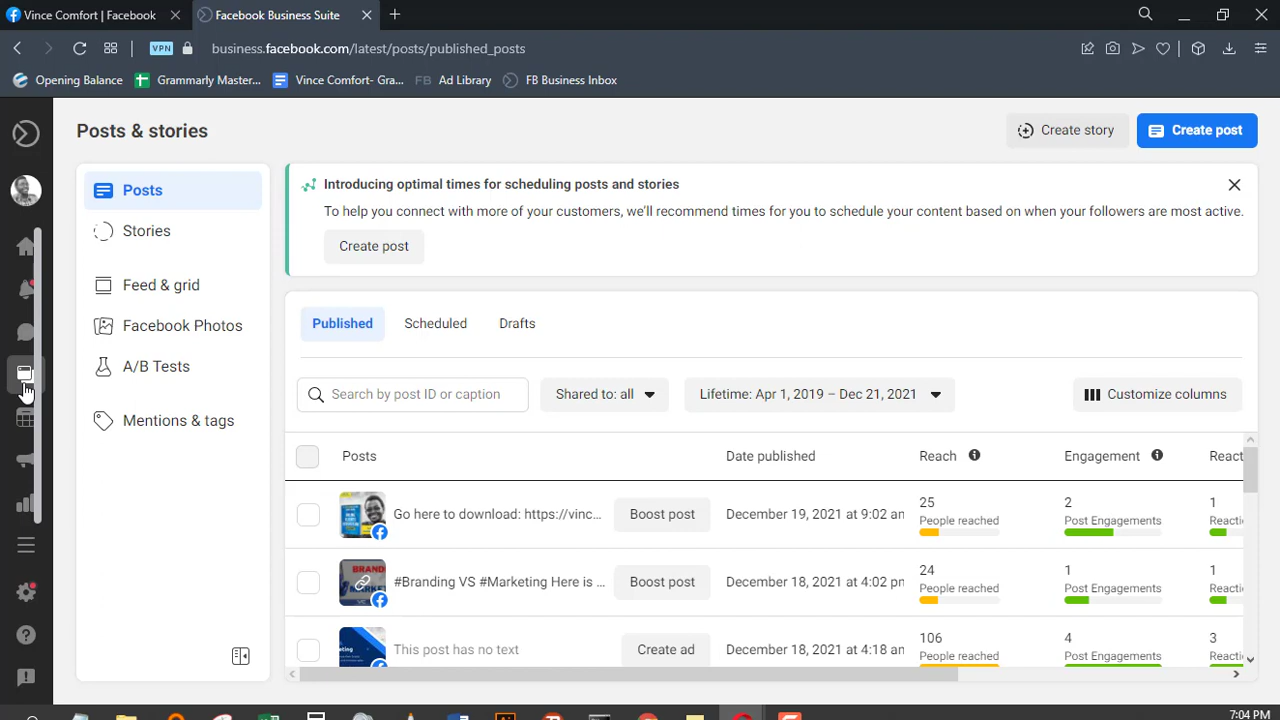 Vince Comfort | Facebook
Facebook Business Suite
VPN
business.facebook.com/latest/posts/published_posts
Opening Balance
Grammarly Master...
Vince Comfort- Gra...
FB Ad Library
FB Business Inbox
Posts & stories
Create story
Create post
Posts
Stories
Feed & grid
Facebook Photos
A/B Tests
Mentions & tags
Introducing optimal times for scheduling posts and stories
To help you connect with more of your customers, we'll recommend times for you to schedule your content based on when your followers are most active.
Create post
Published
Scheduled
Drafts
Search by post ID or caption
Shared to: all
Lifetime: Apr 1, 2019 – Dec 21, 2021
Customize columns
Posts
Date published
Reach
Engagement
React
Go here to download: https://vinc...
Boost post
December 19, 2021 at 9:02 am
25
People reached
2
Post Engagements
1
Reacti
#Branding VS #Marketing Here is ...
Boost post
December 18, 2021 at 4:02 pm
24
People reached
1
Post Engagements
1
Reacti
This post has no text
Create ad
December 18, 2021 at 4:18 am
106
People reached
4
Post Engagements
3
Reacti
7:04 PM